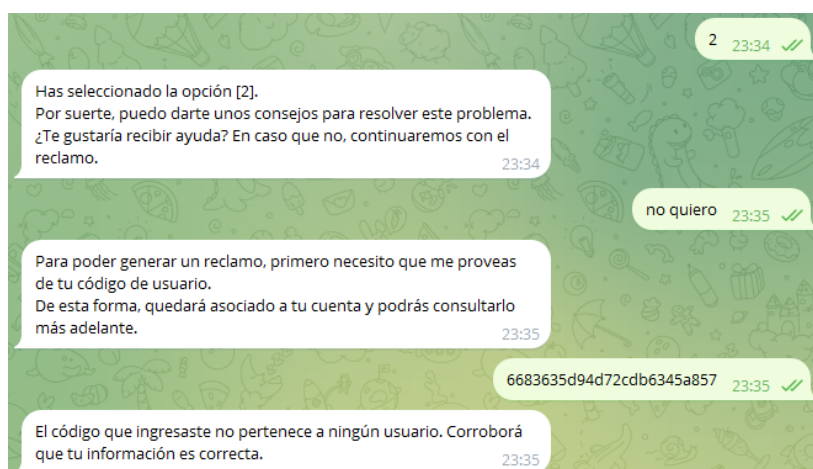 2 23:34
Has seleccionado la opción [2].
Por suerte, puedo darte unos consejos para resolver este problema.
¿Te gustaría recibir ayuda? En caso que no, continuaremos con el
reclamo.
23:34
no quiero 23:35
Para poder generar un reclamo, primero necesito que me proveas
de tu código de usuario.
De esta forma, quedará asociado a tu cuenta y podrás consultarlo
más adelante.
23:35
6683635d94d72cdb6345a857 23:35
El código que ingresaste no pertenece a ningún usuario. Corroborá
que tu información es correcta.
23:35